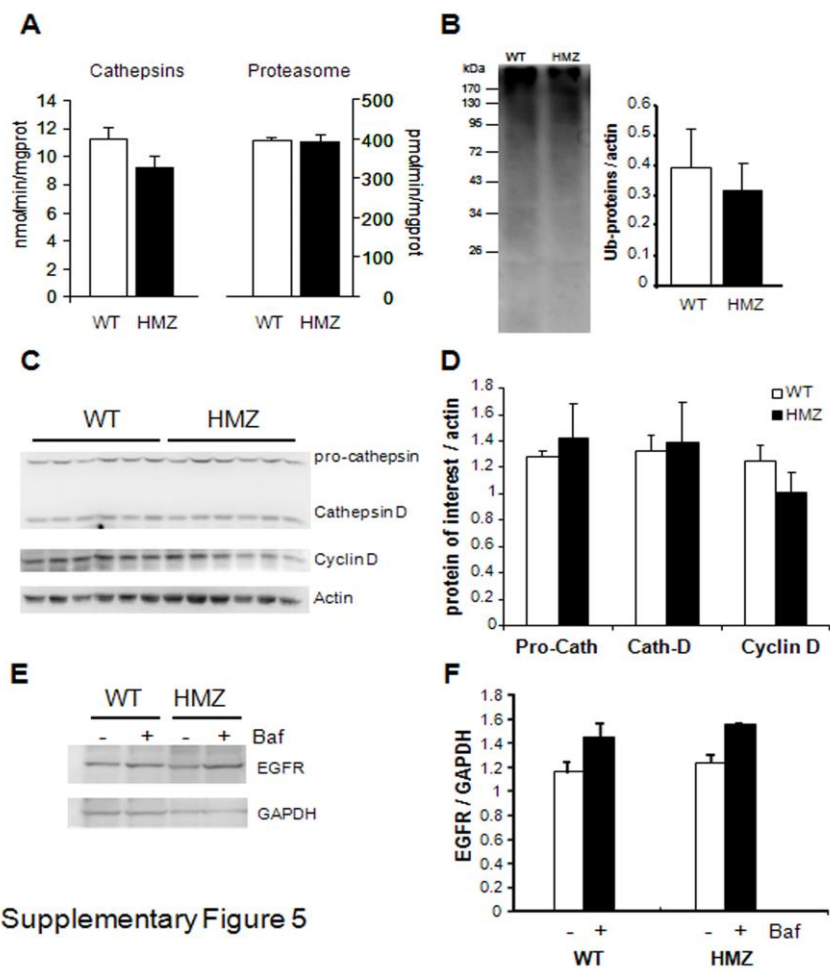 A
Cathepsins
Proteasome
nmol/min/mgprot
14
12
10
8
6
4
2
0
WT HMZ
500
400
300
200
100
0
pmol/min/mgprot
WT HMZ
B
WT HMZ
kDa
170
130
95
72
43
34
26
Ub-proteins / actin
0.6
0.5
0.4
0.3
0.2
0.1
0
WT HMZ
C
WT HMZ
pro-cathepsin
Cathepsin D
Cyclin D
Actin
D
protein of interest / actin
1.8
1.6
1.4
1.2
1
1.2
1.4
1.6
1.2
0
WT
HMZ
Pro-Cath Cath-D Cyclin D
E
WT HMZ
- + - + Baf
EGFR
GAPDH
F
EGFR / GAPDH
1.8
1.6
1.4
1.2
1
0.8
0.6
0.4
0.2
0
- + - + Baf
WT HMZ
Supplementary Figure 5